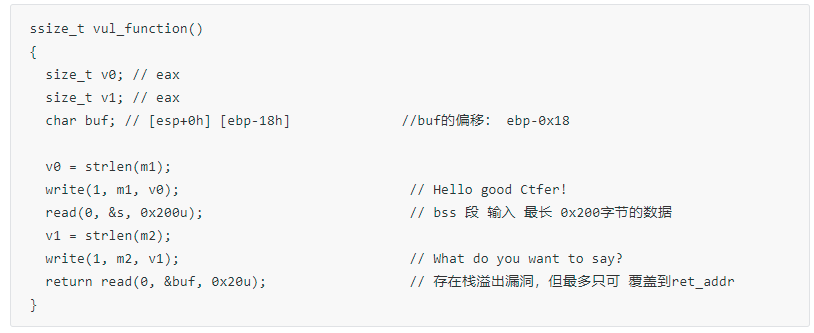 ssize_t vul_function()
{
  size_t v0; // eax
  size_t v1; // eax
  char buf; // [esp+0h] [ebp-18h]               //buf的偏移： ebp-0x18

  v0 = strlen(m1);
  write(1, m1, v0);                             // Hello good Ctfer!
  read(0, &s, 0x200u);                          // bss 段 输入 最长 0x200字节的数据
  v1 = strlen(m2);
  write(1, m2, v1);                             // What do you want to say?
  return read(0, &buf, 0x20u);                  // 存在栈溢出漏洞，但最多只可 覆盖到ret_addr
}